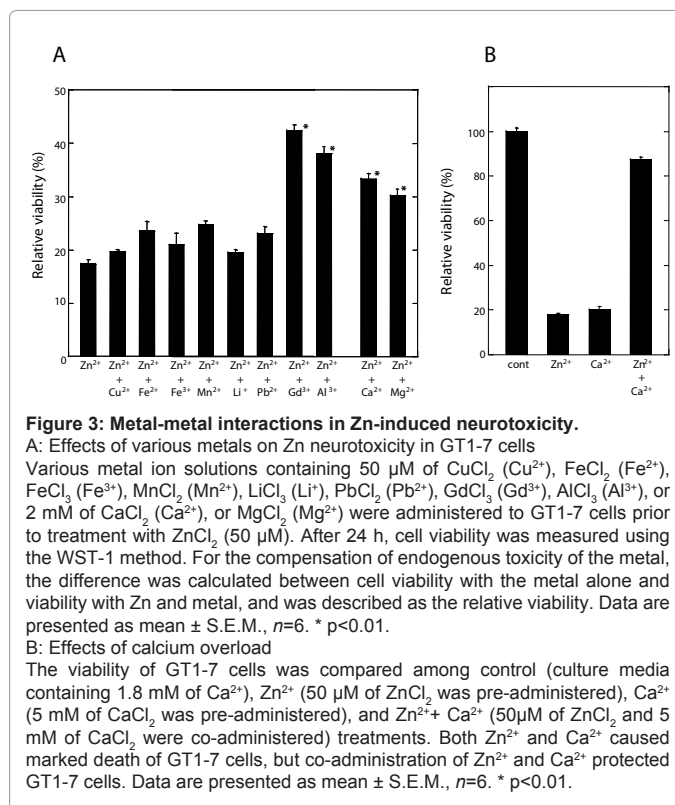 A
B
50
40
30
20
10
0
Relative viability (%)
Zn²⁺
Zn²⁺ + Cu²⁺
Zn²⁺ + Fe²⁺
Zn²⁺ + Fe³⁺
Zn²⁺ + Mn²⁺
Zn²⁺ + Li⁺
Zn²⁺ + Pb²⁺
Zn²⁺ + Gd³⁺
Zn²⁺ + Al³⁺
Zn²⁺ + Ca²⁺
Zn²⁺ + Mg²⁺
*
*
*
*
100
80
60
40
20
0
Relative viability (%)
cont
Zn²⁺
Ca²⁺
Zn²⁺ + Ca²⁺
Figure 3: Metal-metal interactions in Zn-induced neurotoxicity.
A: Effects of various metals on Zn neurotoxicity in GT1-7 cells
Various metal ion solutions containing 50 µM of CuCl₂ (Cu²⁺), FeCl₂ (Fe²⁺),
FeCl₃ (Fe³⁺), MnCl₂ (Mn²⁺), LiCl₃ (Li⁺), PbCl₂ (Pb²⁺), GdCl₃ (Gd³⁺), AlCl₃ (Al³⁺), or
2 mM of CaCl₂ (Ca²⁺), or MgCl₂ (Mg²⁺) were administered to GT1-7 cells prior
to treatment with ZnCl₂ (50 µM). After 24 h, cell viability was measured using
the WST-1 method. For the compensation of endogenous toxicity of the metal,
the difference was calculated between cell viability with the metal alone and
viability with Zn and metal, and was described as the relative viability. Data are
presented as mean ± S.E.M., n=6. * p<0.01.
B: Effects of calcium overload
The viability of GT1-7 cells was compared among control (culture media
containing 1.8 mM of Ca²⁺), Zn²⁺ (50 µM of ZnCl₂ was pre-administered), Ca²⁺
(5 mM of CaCl₂ was pre-administered), and Zn²⁺+ Ca²⁺ (50µM of ZnCl₂ and 5
mM of CaCl₂ were co-administered) treatments. Both Zn²⁺ and Ca²⁺ caused
marked death of GT1-7 cells, but co-administration of Zn²⁺ and Ca²⁺ protected
GT1-7 cells. Data are presented as mean ± S.E.M., n=6. * p<0.01.